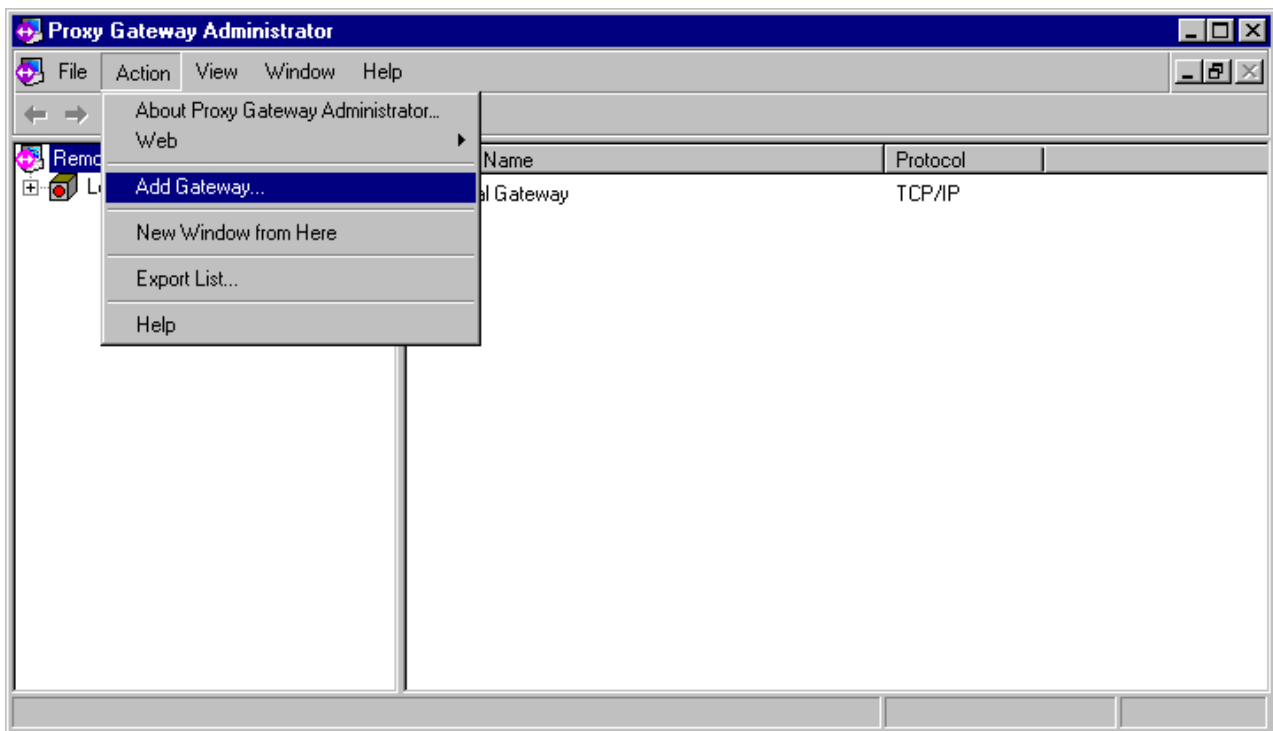 Proxy Gateway Administrator
File Action View Window Help
About Proxy Gateway Administrator...
Web
Name Protocol
Add Gateway...
Gateway TCP/IP
New Window from Here
Export List...
Help